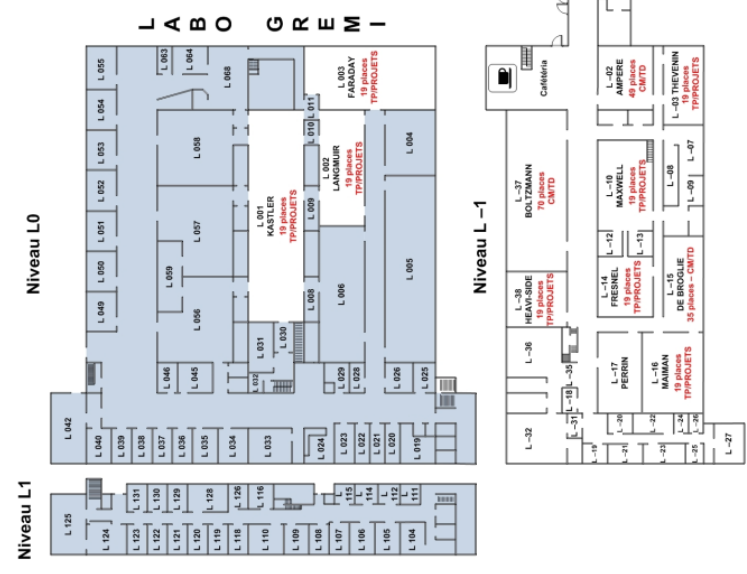 LABO GREMI
Niveau L0
L 055
L 054
L 053
L 052
L 051
L 050
L 049
L 063
L 064
L 068
L 058
L 057
L 059
L 056
L 046
L 045
L 042
L 040
L 039
L 038
L 037
L 036
L 035
L 034
L 033
L 032
L 031
L 030
L 001
KASTLER
19 places
TP/PROJETS
L 003
FARADAY
19 places
TP/PROJETS
L 011
L 010
L 009
L 008
L 002
LANGMUIR
19 places
TP/PROJETS
L 004
L 005
L 006
L 029
L 028
L 026
L 025
L 024
L 023
L 022
L 021
L 020
L 019
Niveau L1
L 125
L 124
L 123
L 122
L 121
L 120
L 119
L 118
L 110
L 109
L 108
L 107
L 106
L 105
L 104
L 131
L 130
L 129
L 128
L 126
L 116
L 115
L 114
L 112
L 111
Niveau L –1
Cafétéria
L –37
BOLTZMANN
70 places
CM/TD
L –38
HEAVI-SIDE
19 places
TP/PROJETS
L –36
L –35
L –32
L –31
L –18
L –02
AMPERE
49 places
CM/TD
L –03 THEVENIN
19 places
TP/PROJETS
L –10
MAXWELL
19 places
TP/PROJETS
L –07
L –08
L –09
L –12
L –13
L –14
FRESNEL
19 places
TP/PROJETS
L –15
DE BROGLIE
35 places – CM/TD
L –17
PERRIN
L –16
MAIMAN
19 places
TP/PROJETS
L –19
L –20
L –21
L –22
L –23
L –24
L –25
L –26
L –27